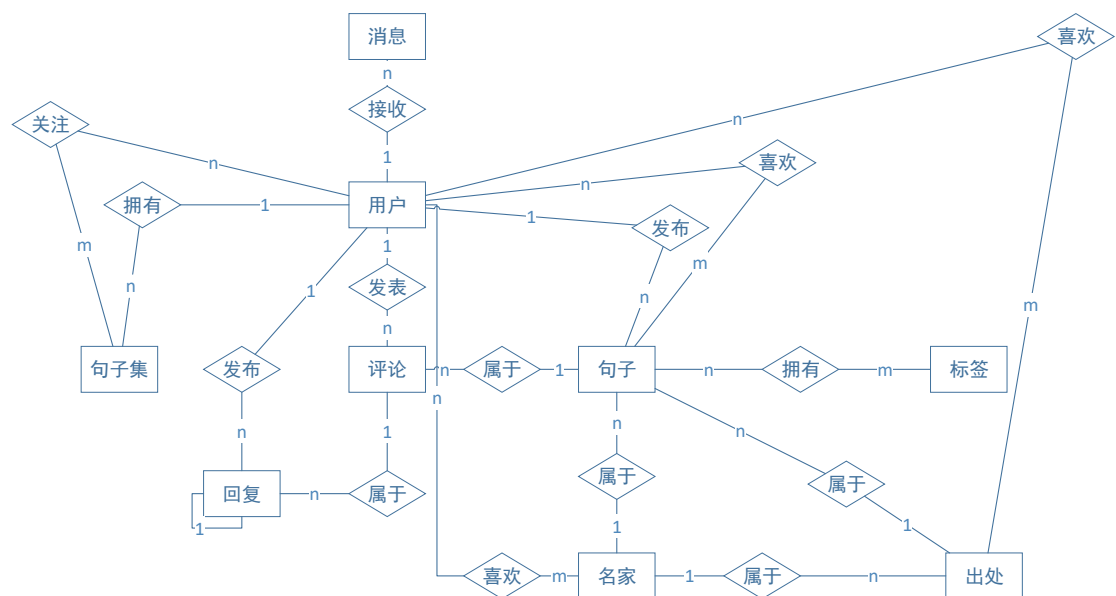 消息
喜欢
n
接收
关注
n
1
喜欢
n
n
拥有
1
用户
1
发布
m
n
1
m
发表
1
n
n
m
n
句子集
发布
评论
n
属于
1
句子
n
拥有
m
标签
n
n
1
n
n
属于
属于
回复
n
属于
1
1
1
喜欢
m
名家
1
属于
n
出处